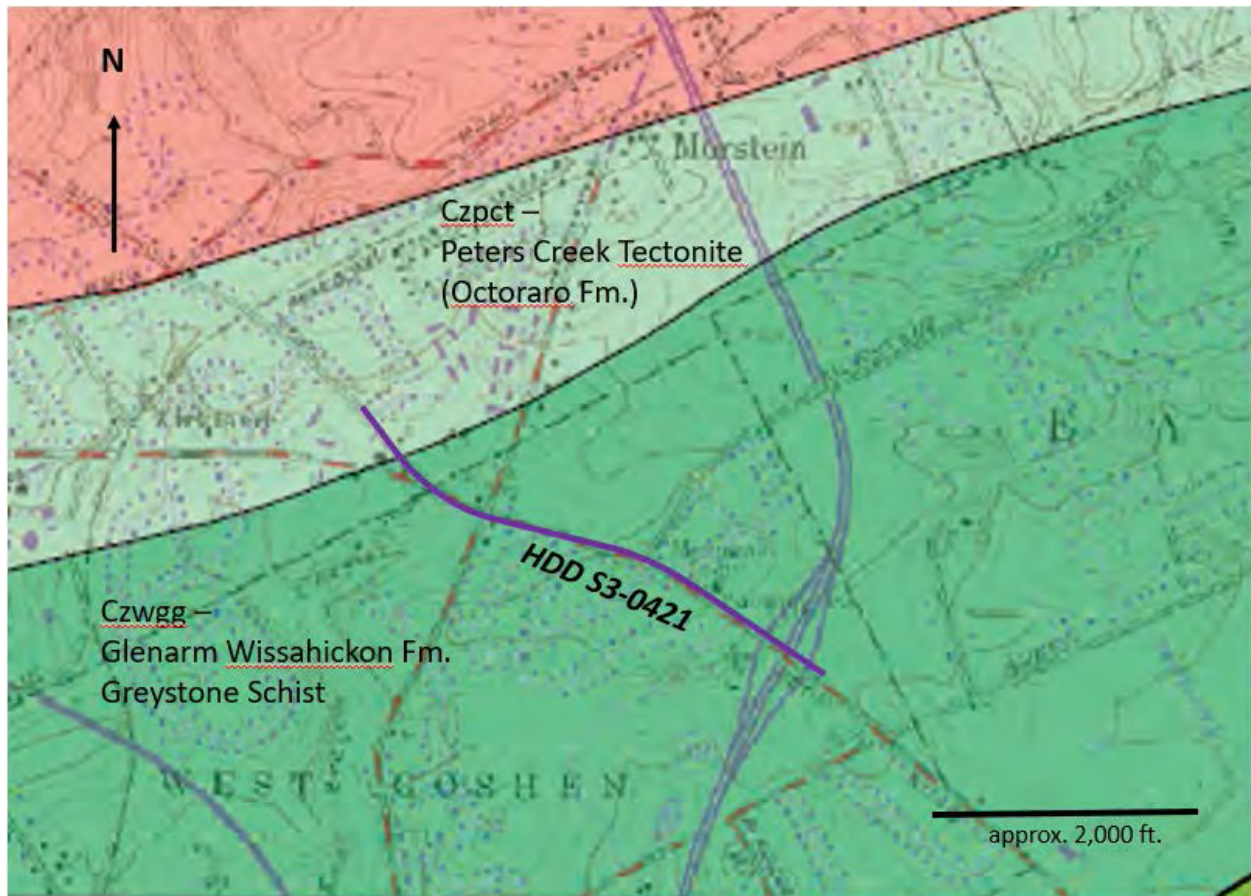 N
Morstein
Czpct –
Peters Creek Tectonite
(Octoraro Fm.)
E A
HDD S3-0421
Czwgg –
Glenarm Wissahickon Fm.
Greystone Schist
WEST GOSHEN
approx. 2,000 ft.